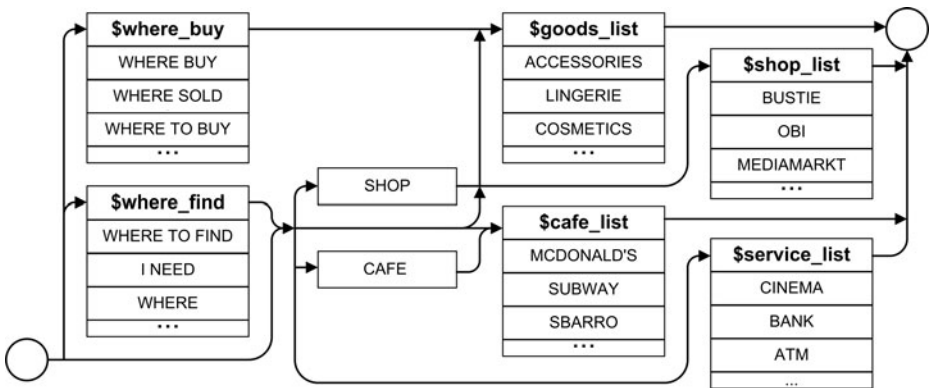 $where_buy
WHERE BUY
WHERE SOLD
WHERE TO BUY
...
$where_find
WHERE TO FIND
I NEED
WHERE
...
SHOP
CAFE
$goods_list
ACCESSORIES
LINGERIE
COSMETICS
...
$cafe_list
MCDONALD'S
SUBWAY
SBARRO
...
$shop_list
BUSTIE
OBI
MEDIAMARKT
...
$service_list
CINEMA
BANK
ATM
...